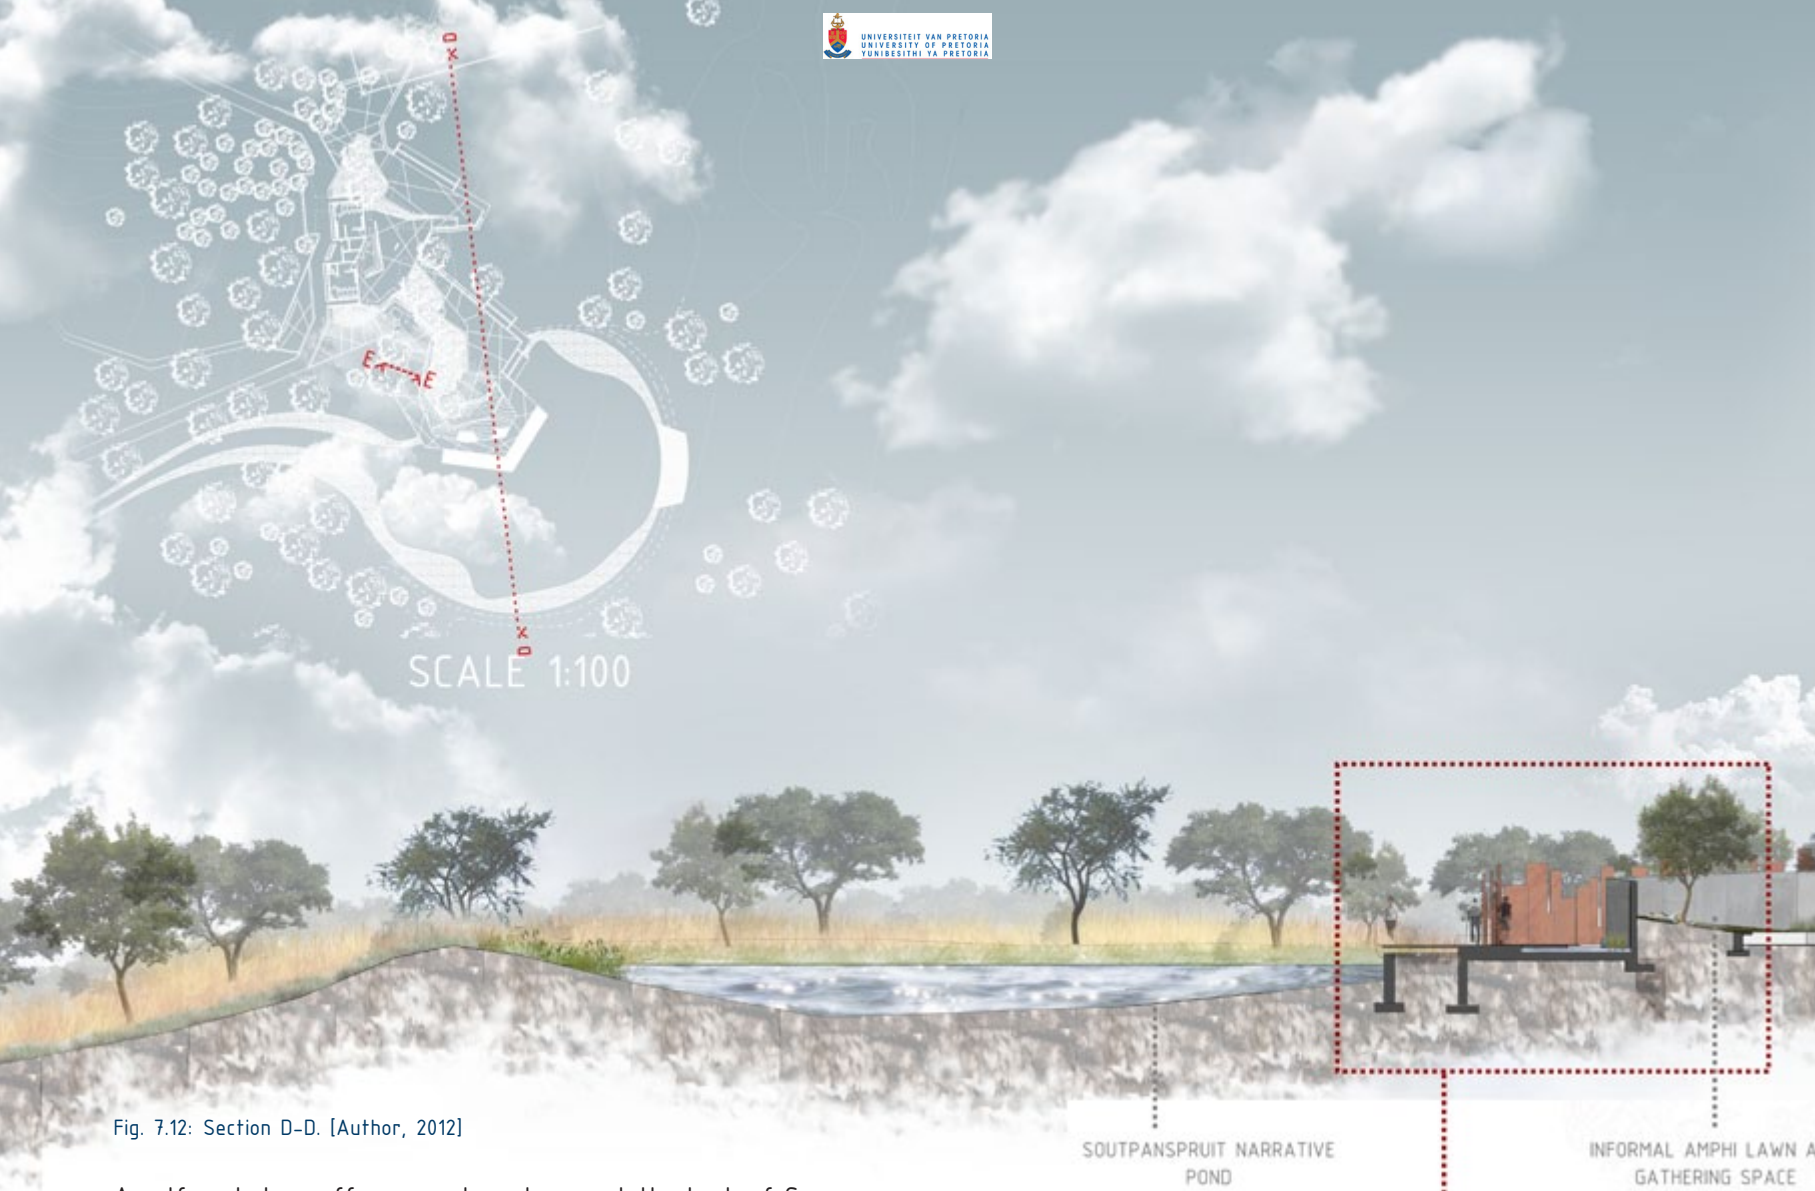 UNIVERSITEIT VAN PRETORIA
UNIVERSITY OF PRETORIA
YUNIBESITHI YA PRETORIA
D
E
E
D
SCALE 1:100
Fig. 7.12: Section D-D. [Author, 2012]
SOUTPANSPRUIT NARRATIVE
POND
INFORMAL AMPHI LAWN A
GATHERING SPACE